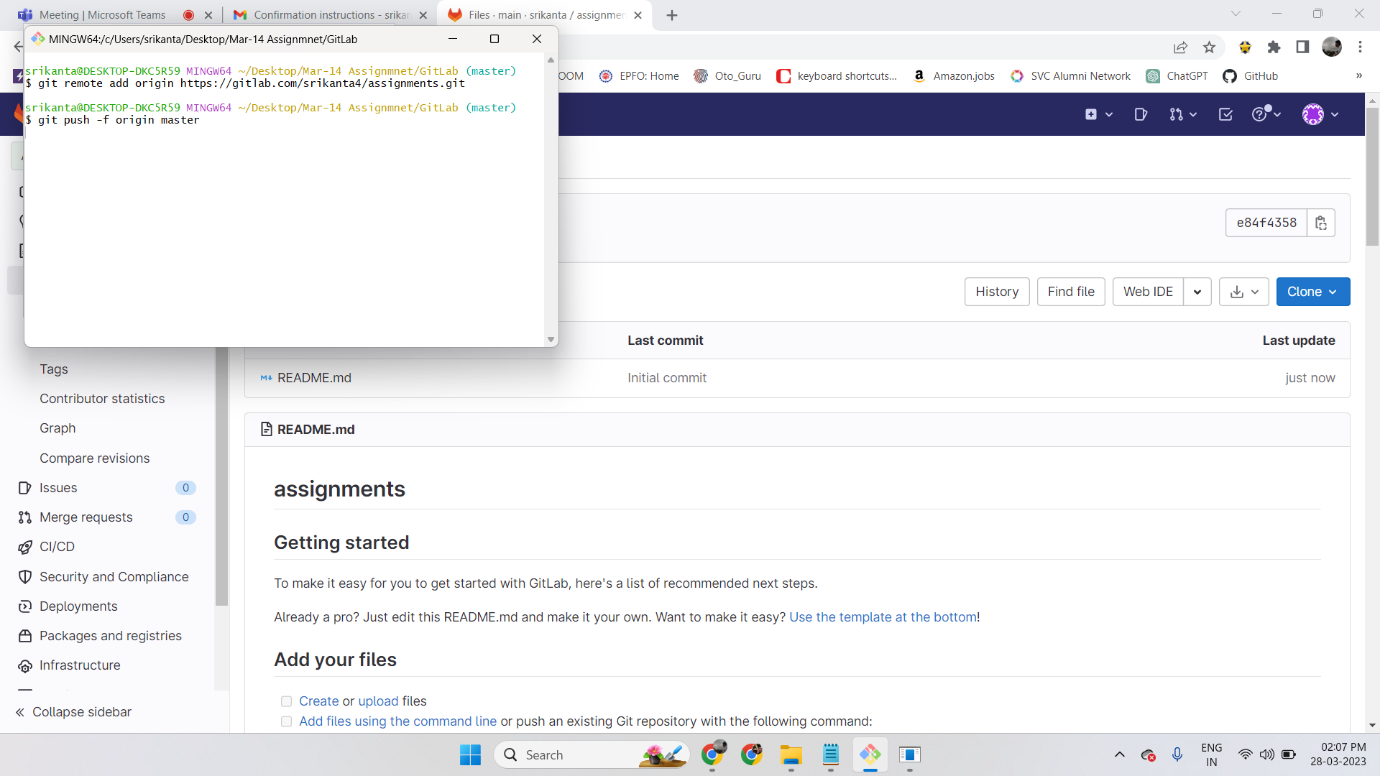 Meeting | Microsoft Teams
Confirmation instructions - srikan
Files · main · srikanta / assignmen
MINGW64:/c/Users/srikanta/Desktop/Mar-14 Assignmnet/GitLab
srikanta@DESKTOP-DKC5R59 MINGW64 ~/Desktop/Mar-14 Assignmnet/GitLab (master)
$ git remote add origin https://gitlab.com/srikanta4/assignments.git
srikanta@DESKTOP-DKC5R59 MINGW64 ~/Desktop/Mar-14 Assignmnet/GitLab (master)
$ git push -f origin master
OOM
EPFO: Home
Oto_Guru
keyboard shortcuts...
Amazon.jobs
SVC Alumni Network
ChatGPT
GitHub
»
e84f4358
History
Find file
Web IDE
Clone
Last commit
Last update
README.md
Initial commit
just now
Tags
Contributor statistics
Graph
Compare revisions
Issues 0
Merge requests 0
CI/CD
Security and Compliance
Deployments
Packages and registries
Infrastructure
Collapse sidebar
README.md
assignments
Getting started
To make it easy for you to get started with GitLab, here's a list of recommended next steps.
Already a pro? Just edit this README.md and make it your own. Want to make it easy? Use the template at the bottom!
Add your files
Create or upload files
Add files using the command line or push an existing Git repository with the following command:
Search
ENG
IN
02:07 PM
28-03-2023